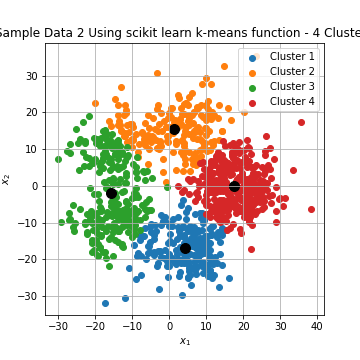 Sample Data 2 Using scikit learn k-means function - 4 Cluste
Cluster 1
Cluster 2
Cluster 3
Cluster 4
x₂
30
20
10
0
−10
−20
−30
−30 −20 −10 0 10 20 30 40
x₁